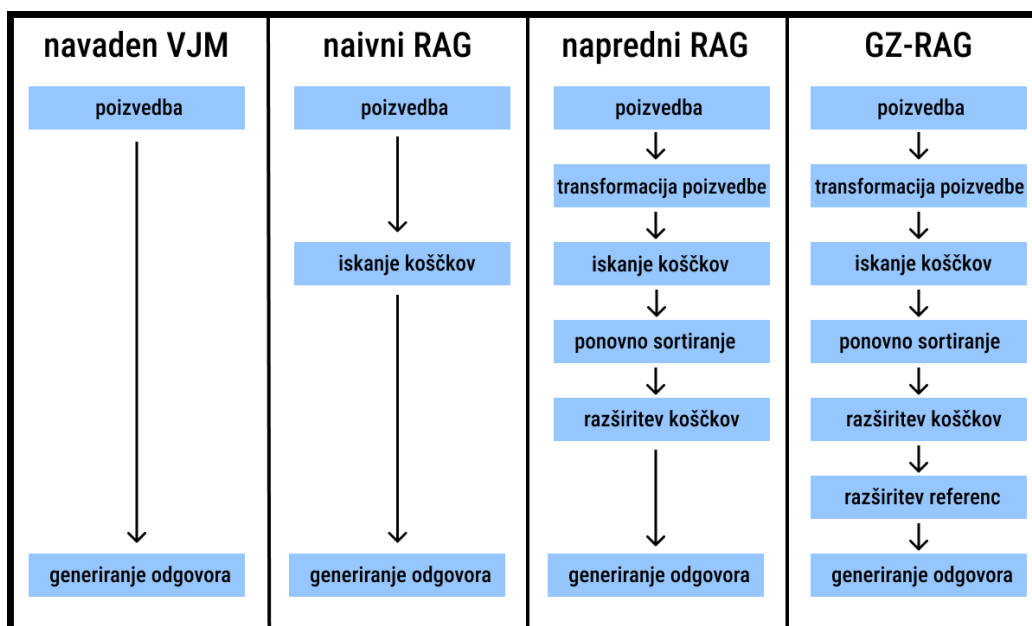 navaden VJM
poizvedba
generiranje odgovora
naivni RAG
poizvedba
iskanje koščkov
generiranje odgovora
napredni RAG
poizvedba
transformacija poizvedbe
iskanje koščkov
ponovno sortiranje
razširitev koščkov
generiranje odgovora
GZ-RAG
poizvedba
transformacija poizvedbe
iskanje koščkov
ponovno sortiranje
razširitev koščkov
razširitev referenc
generiranje odgovora